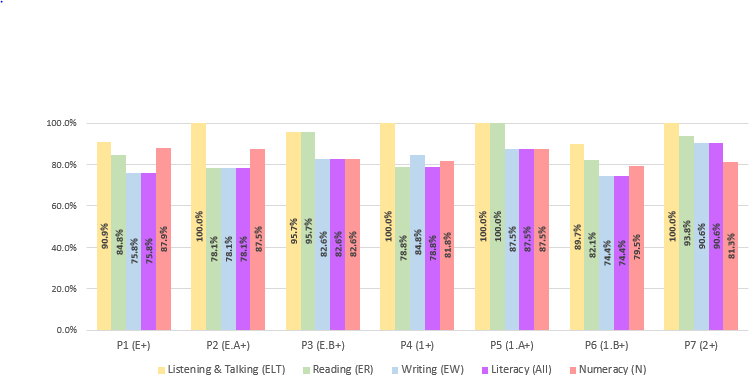 .
100.0%
80.0%
60.0%
40.0%
20.0%
0.0%
90.9% 84.8% 75.8% 75.8% 87.9% 100.0% 78.1% 78.1% 78.1% 87.5% 95.7% 95.7% 82.6% 82.6% 82.6% 100.0% 78.8% 84.8% 78.8% 81.8% 100.0% 100.0% 87.5% 87.5% 87.5% 89.7% 82.1% 74.4% 74.4% 79.5% 100.0% 93.8% 90.6% 90.6% 81.3%
P1 (E+) P2 (E.A+) P3 (E.B+) P4 (1+) P5 (1.A+) P6 (1.B+) P7 (2+)
Listening & Talking (ELT) Reading (ER) Writing (EW) Literacy (All) Numeracy (N)